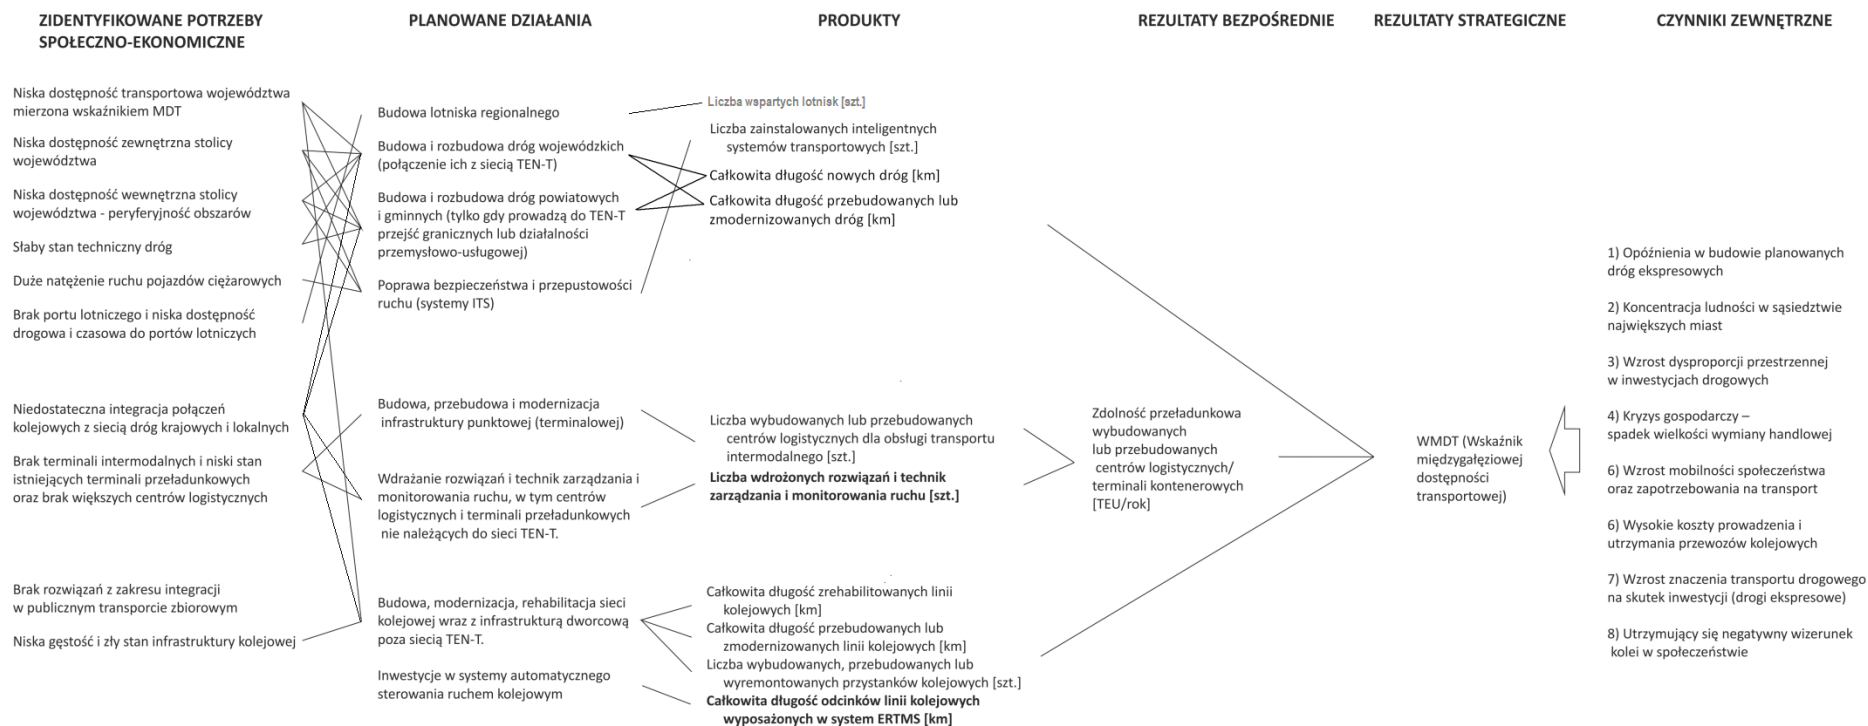 ZIDENTYFIKOWANE POTRZEBY
SPOŁECZNO-EKONOMICZNE
PLANOWANE DZIAŁANIA
PRODUKTY
REZULTATY BEZPOŚREDNIE
REZULTATY STRATEGICZNE
CZYNNIKI ZEWNĘTRZNE
Niska dostępność transportowa województwa
mierzona wskaźnikiem MDT
Niska dostępność zewnętrzna stolicy
województwa
Niska dostępność wewnętrzna stolicy
województwa - peryferyjność obszarów
Słaby stan techniczny dróg
Duże natężenie ruchu pojazdów ciężarowych
Brak portu lotniczego i niska dostępność
drogowa i czasowa do portów lotniczych
Niedostateczna integracja połączeń
kolejowych z siecią dróg krajowych i lokalnych
Brak terminali intermodalnych i niski stan
istniejących terminali przeładunkowych
oraz brak większych centrów logistycznych
Brak rozwiązań z zakresu integracji
w publicznym transporcie zbiorowym
Niska gęstość i zły stan infrastruktury kolejowej
Budowa lotniska regionalnego
Budowa i rozbudowa dróg wojewódzkich
(połączenie ich z siecią TEN-T)
Budowa i rozbudowa dróg powiatowych
i gminnych (tylko gdy prowadzą do TEN-T
przejść granicznych lub działalności
przemysłowo-usługowej)
Poprawa bezpieczeństwa i przepustowości
ruchu (systemy ITS)
Budowa, przebudowa i modernizacja
infrastruktury punktowej (terminalowej)
Wdrażanie rozwiązań i technik zarządzania i
monitorowania ruchu, w tym centrów
logistycznych i terminali przeładunkowych
nie należących do sieci TEN-T.
Budowa, modernizacja, rehabilitacja sieci
kolejowej wraz z infrastrukturą dworcową
poza siecią TEN-T.
Inwestycje w systemy automatycznego
sterowania ruchem kolejowym
Liczba wspartych lotnisk [szt.]
Liczba zainstalowanych inteligentnych
systemów transportowych [szt.]
Całkowita długość nowych dróg [km]
Całkowita długość przebudowanych lub
zmodernizowanych dróg [km]
Liczba wybudowanych lub przebudowanych
centrów logistycznych dla obsługi transportu
intermodalnego [szt.]
Liczba wdrożonych rozwiązań i technik
zarządzania i monitorowania ruchu [szt.]
Całkowita długość zrehabilitowanych linii
kolejowych [km]
Całkowita długość przebudowanych lub
zmodernizowanych linii kolejowych [km]
Liczba wybudowanych, przebudowanych lub
wyremontowanych przystanków kolejowych [szt.]
Całkowita długość odcinków linii kolejowych
wyposażonych w system ERTMS [km]
Zdolność przeładunkowa
wybudowanych
lub przebudowanych
centrów logistycznych/
terminali kontenerowych
[TEU/rok]
WMDT (Wskaźnik
międzygałęziowej
dostępności
transportowej)
1) Opóźnienia w budowie planowanych
dróg ekspresowych
2) Koncentracja ludności w sąsiedztwie
największych miast
3) Wzrost dysproporcji przestrzennej
w inwestycjach drogowych
4) Kryzys gospodarczy –
spadek wielkości wymiany handlowej
6) Wzrost mobilności społeczeństwa
oraz zapotrzebowania na transport
6) Wysokie koszty prowadzenia i
utrzymania przewozów kolejowych
7) Wzrost znaczenia transportu drogowego
na skutek inwestycji (drogi ekspresowe)
8) Utrzymujący się negatywny wizerunek
kolei w społeczeństwie